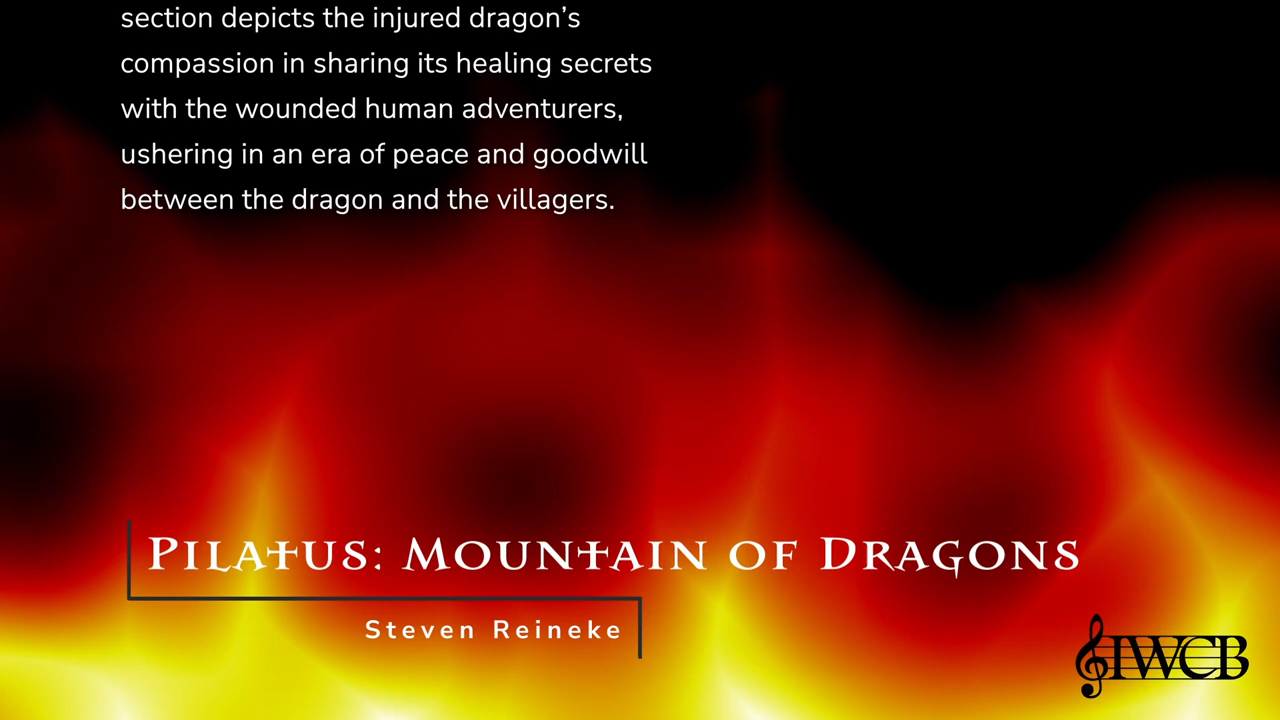 section depicts the injured dragon’s
compassion in sharing its healing secrets
with the wounded human adventurers,
ushering in an era of peace and goodwill
between the dragon and the villagers.
Pilatus: Mountain of Dragons
Steven Reineke
IWCB